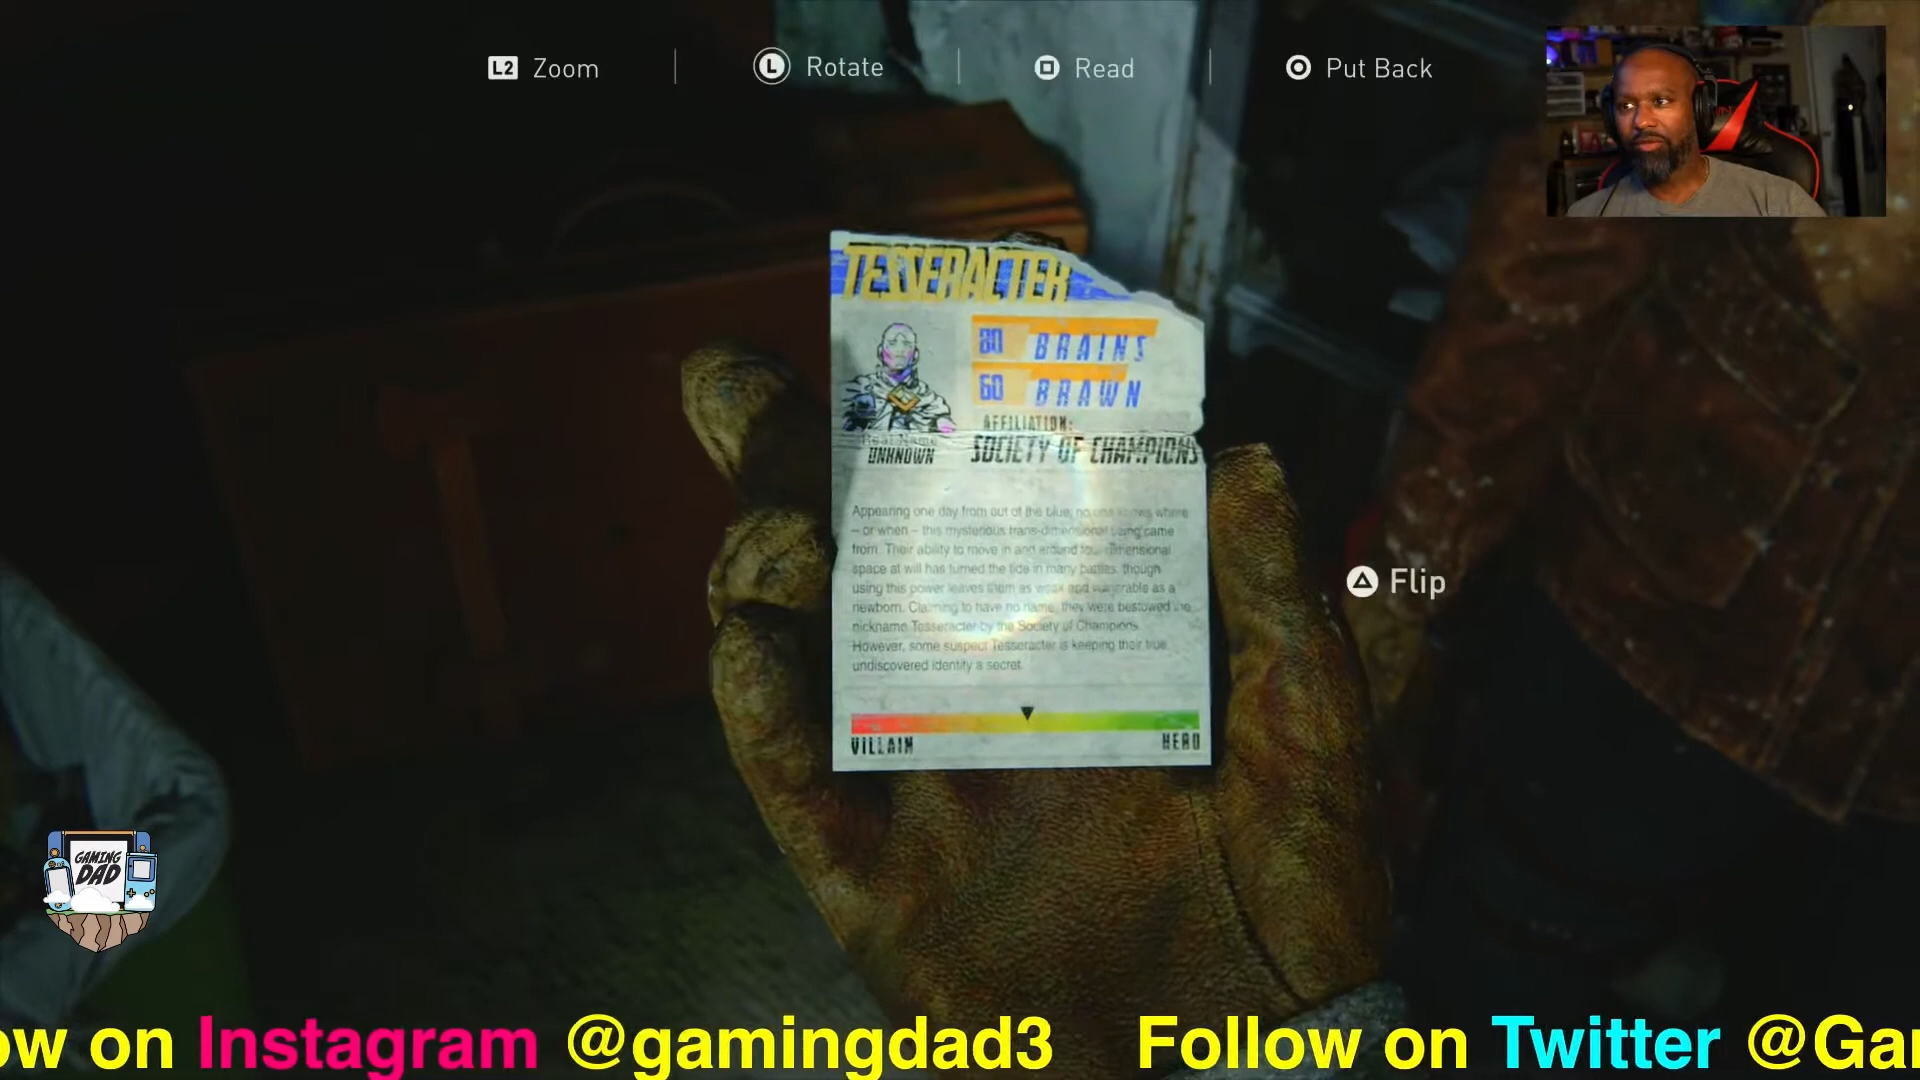 L2 Zoom
L Rotate
Read
Put Back
TESSERACTER
80 BRAINS
60 BRAWN
AFFILIATION:
SOCIETY OF CHAMPIONS
Real Name
UNKNOWN
Appearing one day from out of the blue, no one knows where
– or when – this mysterious trans-dimensional being came
from. Their ability to move in and around four-dimensional
space at will has turned the tide in many battles, though
using this power leaves them as weak and vulnerable as a
newborn. Claiming to have no name, they were bestowed the
nickname Tesseracter by the Society of Champions.
However, some suspect Tesseracter is keeping their true,
undiscovered identity a secret.
VILLAIN
HERO
Flip
GAMING
DAD
ow on Instagram @gamingdad3 Follow on Twitter @Ga